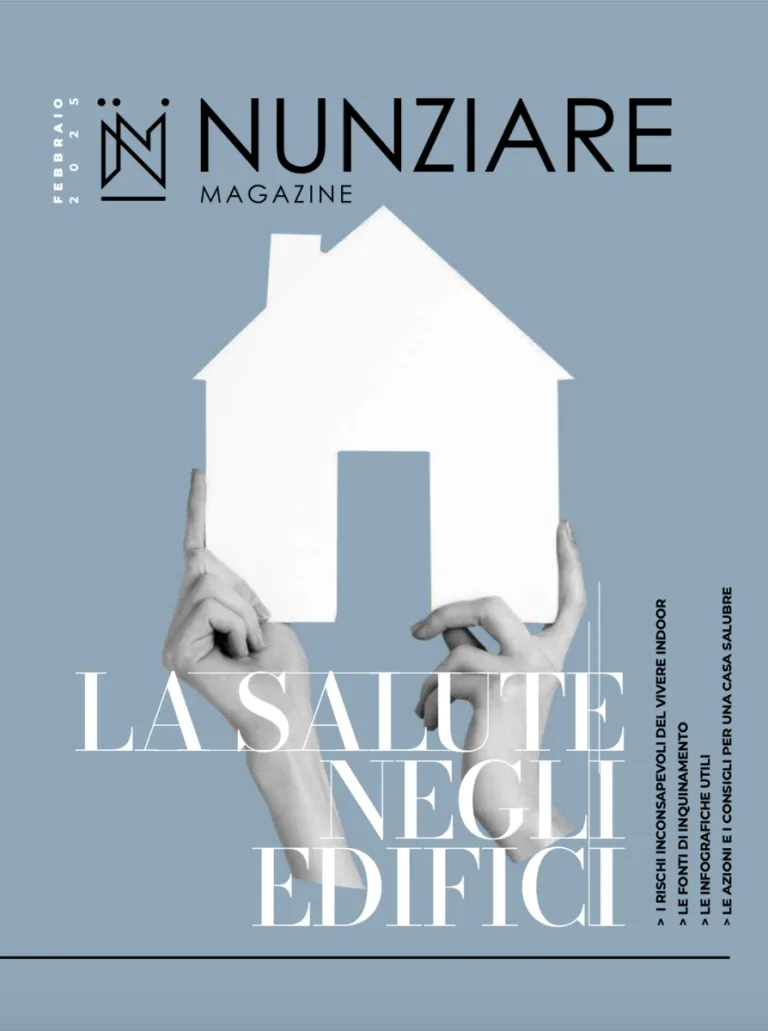 FEBBRAIO
2025
NUNZIARE
MAGAZINE
LA SALUTE
NEGLI
EDIFICI
> I RISCHI INCONSAPEVOLI DEL VIVERE INDOOR
> LE FONTI DI INQUINAMENTO
> LE INFOGRAFICHE UTILI
> LE AZIONI E I CONSIGLI PER UNA CASA SALUBRE